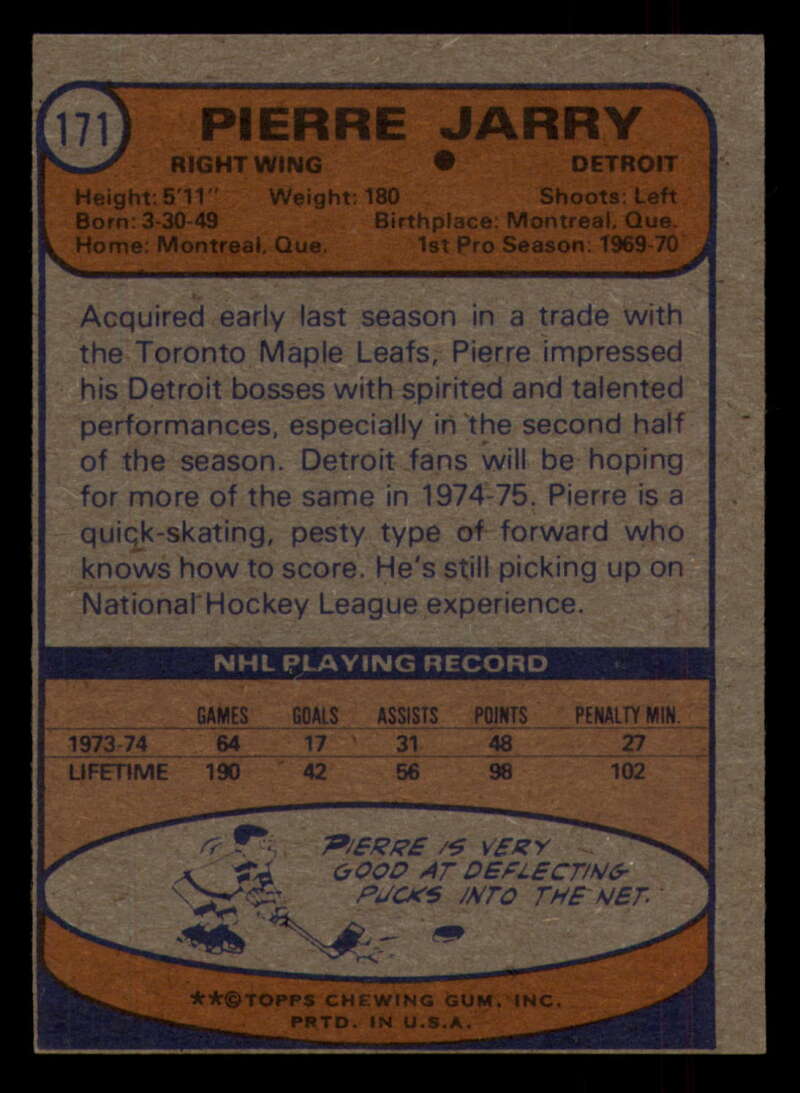 171
PIERRE JARRY
RIGHT WING • DETROIT
Height: 5'11" Weight: 180 Shoots: Left
Born: 3-30-49 Birthplace: Montreal, Que.
Home: Montreal, Que. 1st Pro Season: 1969-70
Acquired early last season in a trade with
the Toronto Maple Leafs, Pierre impressed
his Detroit bosses with spirited and talented
performances, especially in the second half
of the season. Detroit fans will be hoping
for more of the same in 1974-75. Pierre is a
quick-skating, pesty type of forward who
knows how to score. He's still picking up on
National Hockey League experience.
NHL PLAYING RECORD
GAMES GOALS ASSISTS POINTS PENALTY MIN.
1973-74 64 17 31 48 27
LIFETIME 190 42 56 98 102
PIERRE IS VERY
GOOD AT DEFLECTING
PUCKS INTO THE NET.
**©TOPPS CHEWING GUM, INC.
PRTD. IN U.S.A.